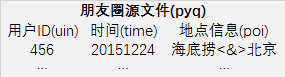 朋友圈源文件(pyq)
用户ID(uin) 时间(time) 地点信息(poi)
456 20151224 海底捞<&>北京
... ... ...